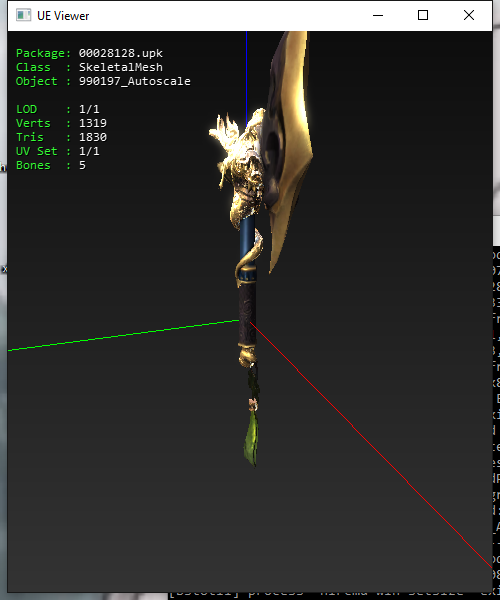 UE Viewer
Package: 00028128.upk
Class  : SkeletalMesh
Object : 990197_Autoscale
LOD    : 1/1
Verts  : 1319
Tris   : 1830
UV Set : 1/1
Bones  : 5